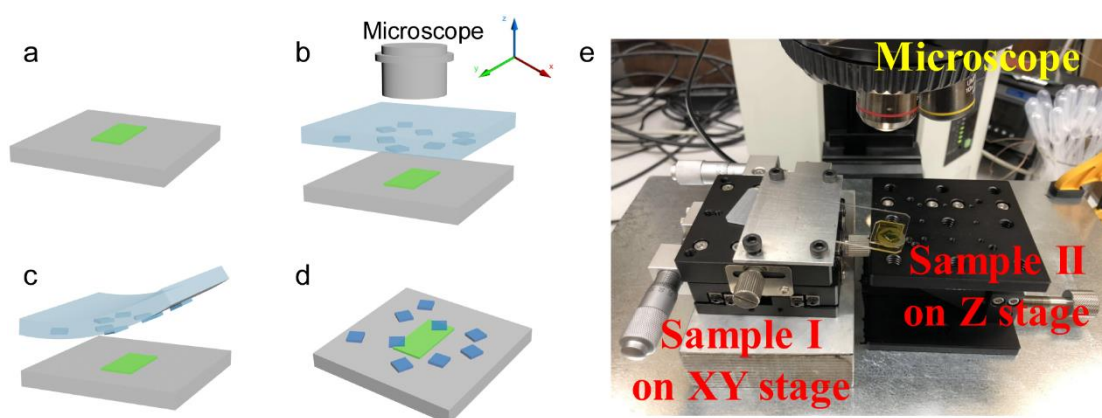 a
b
Microscope
z
y
x
c
d
e
Microscope
Sample I
on XY stage
Sample II
on Z stage